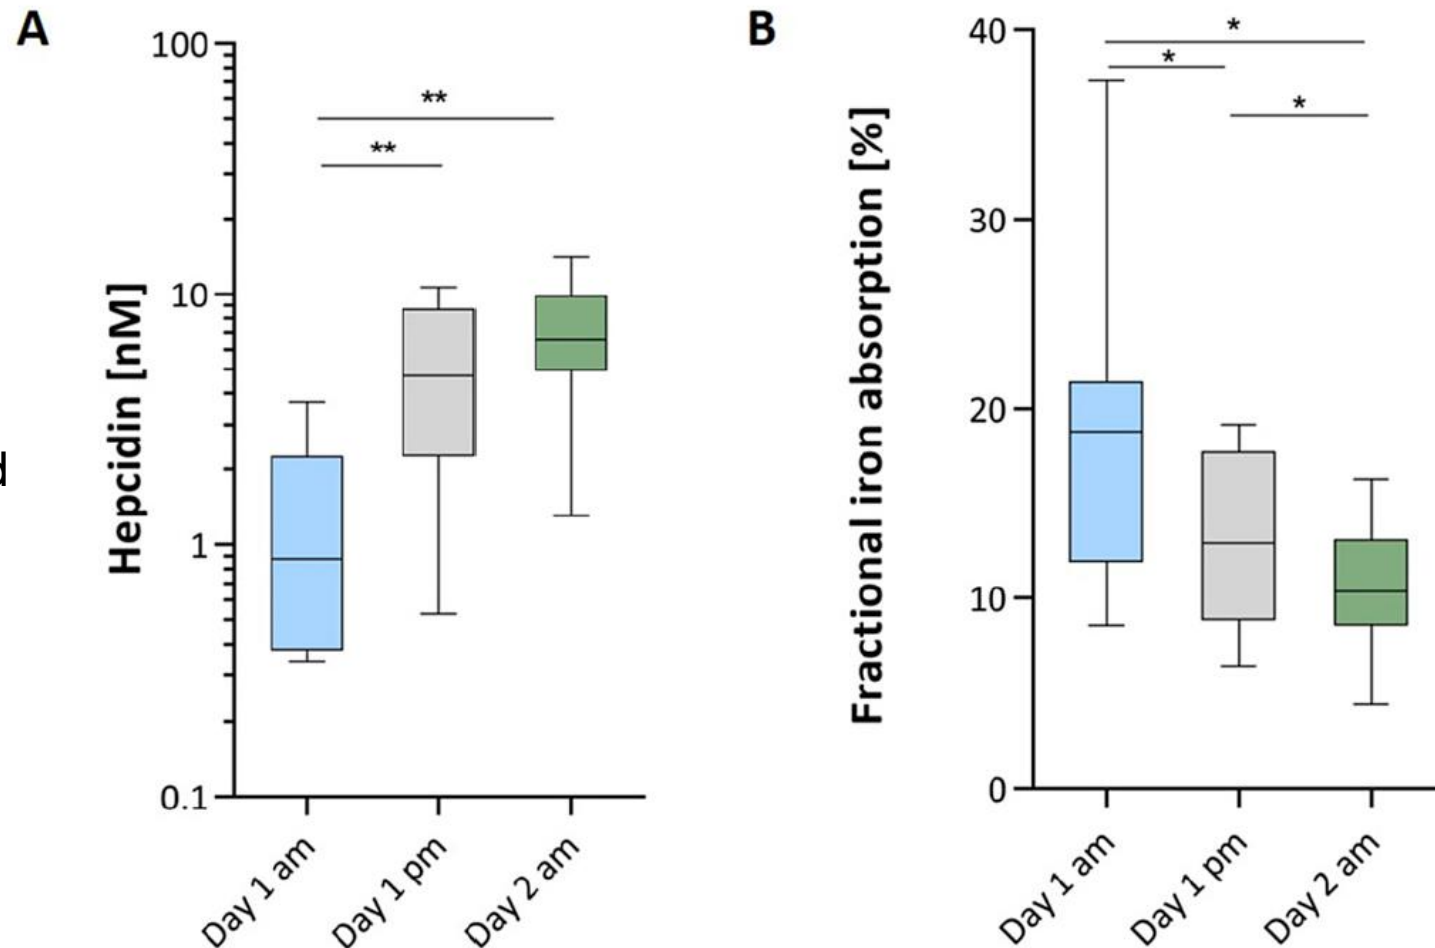 A
Hepcidin [nM]
100
10
1
0.1
**
**
Day 1 am
Day 1 pm
Day 2 am
B
Fractional iron absorption [%]
40
30
20
10
0
*
*
*
Day 1 am
Day 1 pm
Day 2 am
d